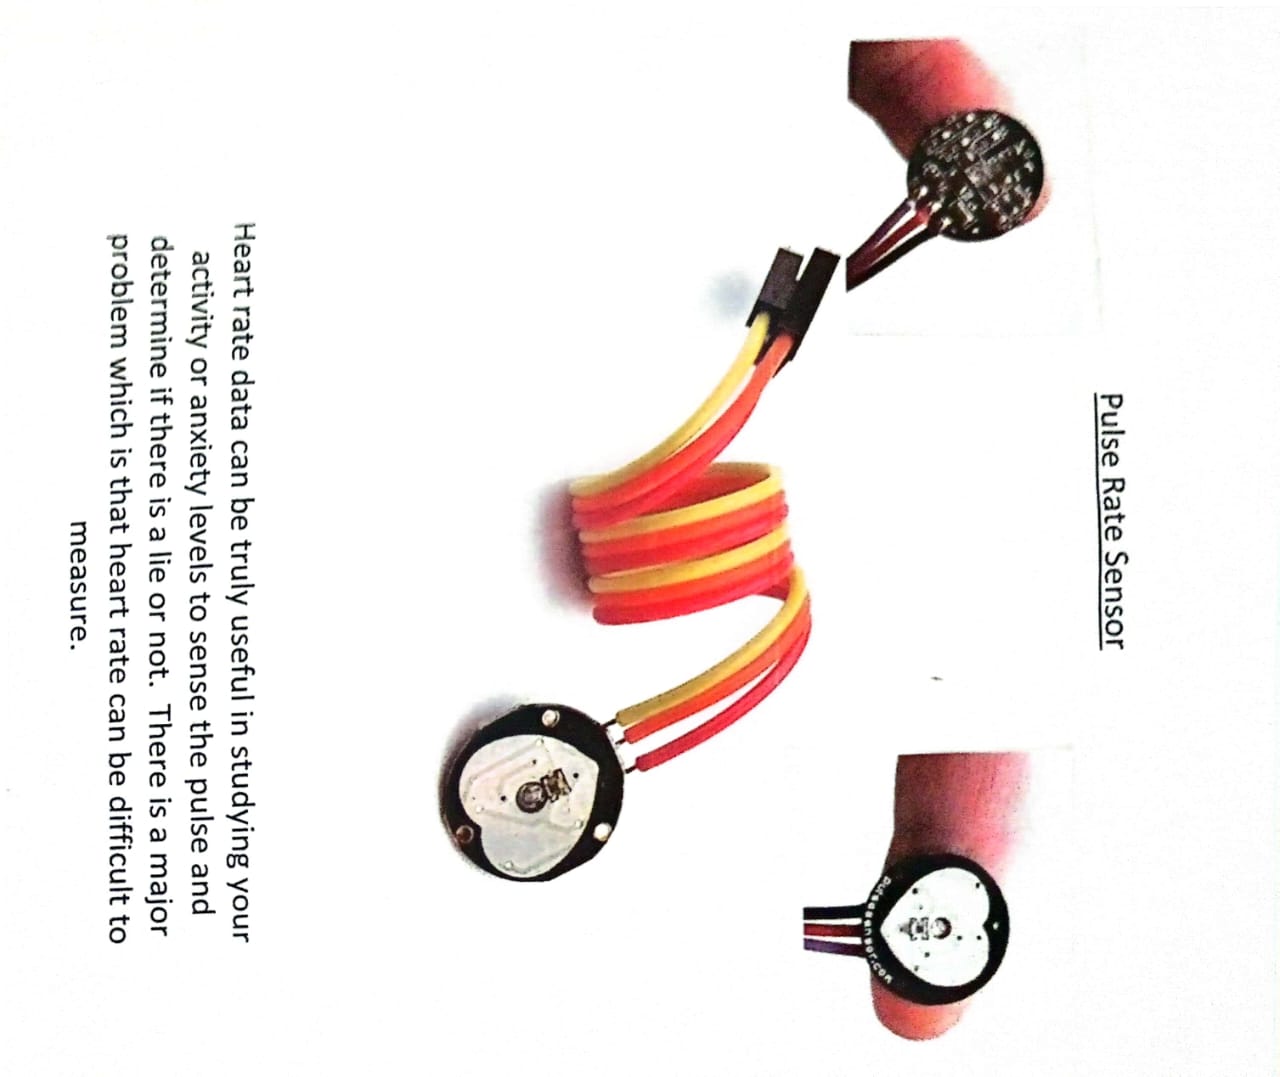 Pulse Rate Sensor
pulsesensor.com
Heart rate data can be truly useful in studying your
activity or anxiety levels to sense the pulse and
determine if there is a lie or not. There is a major
problem which is that heart rate can be difficult to
measure.